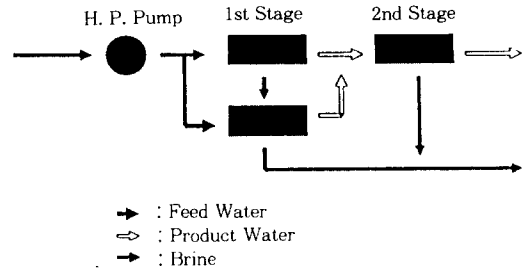 H. P. Pump
1st Stage
2nd Stage
: Feed Water
: Product Water
: Brine